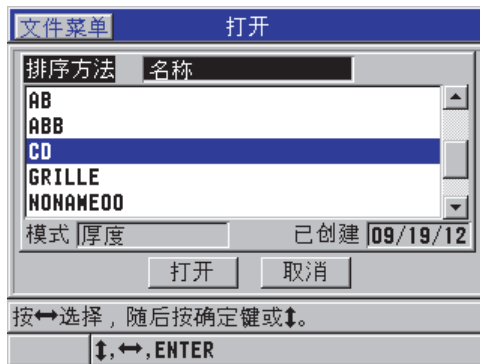 文件菜单 打开
排序方法 名称
AB
ABB
CD
GRILLE
NONAME00
模式 厚度 已创建 09/19/12
打开 取消
按↔选择，随后按确定键或↕。
↕,↔,ENTER